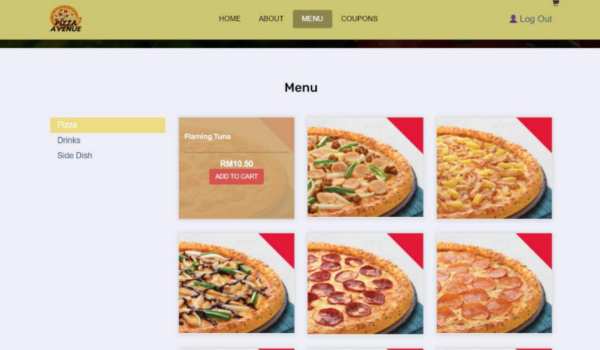 PIZZA
AVENUE
HOME
ABOUT
MENU
COUPONS
Log Out
Menu
Pizza
Drinks
Side Dish
Flaming Tuna
RM10.50
ADD TO CART